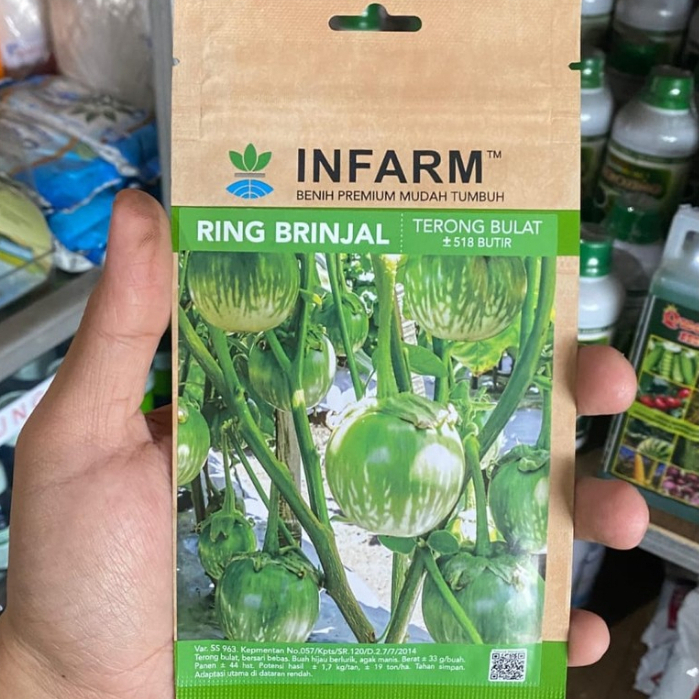 INFARM™
BENIH PREMIUM MUDAH TUMBUH
RING BRINJAL
TERONG BULAT
± 518 BUTIR
Var. SS 963. Kepmentan No.057/Kpts/SR.120/D.2.7/7/2014
Terong bulat, bersari bebas. Buah hijau berlurik, agak manis. Berat ± 33 g/buah.
Panen ± 44 hst. Potensi hasil ± 1,7 kg/tan, ± 19 ton/ha. Tahan simpan.
Adaptasi utama di dataran rendah.